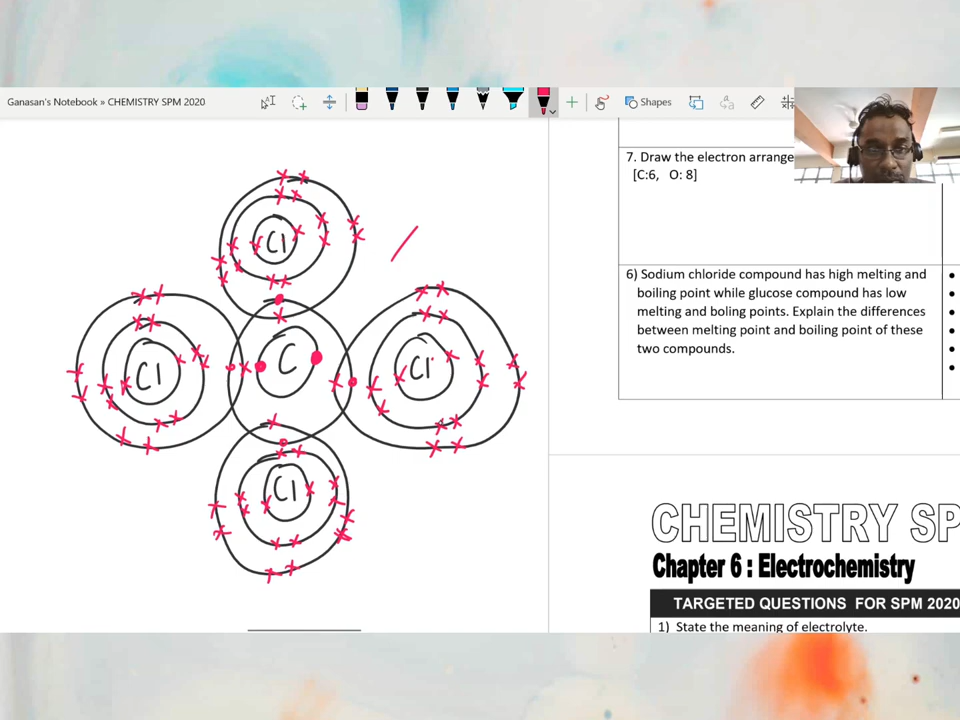 Ganasan's Notebook » CHEMISTRY SPM 2020
Shapes
7. Draw the electron arrange
[C:6, O: 8]
Cl
Cl
C
Cl
Cl
6) Sodium chloride compound has high melting and
boiling point while glucose compound has low
melting and boling points. Explain the differences
between melting point and boiling point of these
two compounds.
CHEMISTRY SP
Chapter 6 : Electrochemistry
TARGETED QUESTIONS FOR SPM 2020
1) State the meaning of electrolyte.